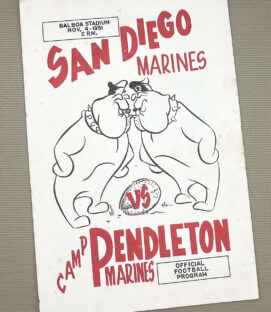 BALBOA STADIUM
NOV. 4-1951
2 P.M.
SAN DIEGO
MARINES
VS
CAMP PENDLETON
MARINES
OFFICIAL
FOOTBALL
PROGRAM